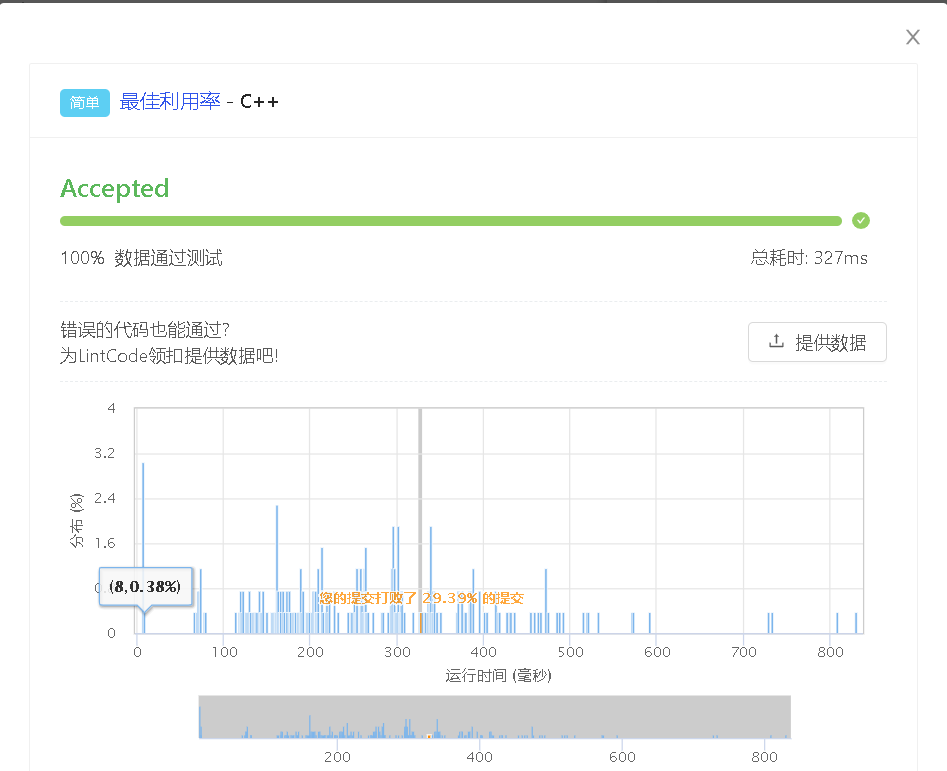 简单 最佳利用率 - C++
Accepted
100% 数据通过测试 总耗时: 327ms
错误的代码也能通过?
为LintCode领扣提供数据吧!
提供数据
4
3.2
2.4
1.6
0
分布 (%)
(8,0.38%)
您的提交打败了 29.39% 的提交
0 100 200 300 400 500 600 700 800
运行时间 (毫秒)
200 400 600 800